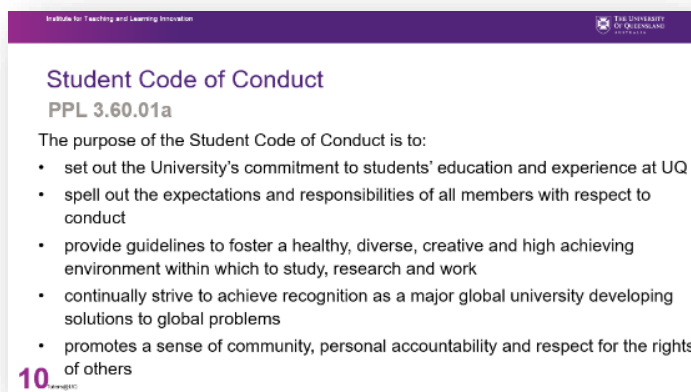 Institute for Teaching and Learning Innovation
THE UNIVERSITY
OF QUEENSLAND
AUSTRALIA
Student Code of Conduct
PPL 3.60.01a
The purpose of the Student Code of Conduct is to:
• set out the University's commitment to students' education and experience at UQ
• spell out the expectations and responsibilities of all members with respect to
conduct
• provide guidelines to foster a healthy, diverse, creative and high achieving
environment within which to study, research and work
• continually strive to achieve recognition as a major global university developing
solutions to global problems
• promotes a sense of community, personal accountability and respect for the rights
of others
10